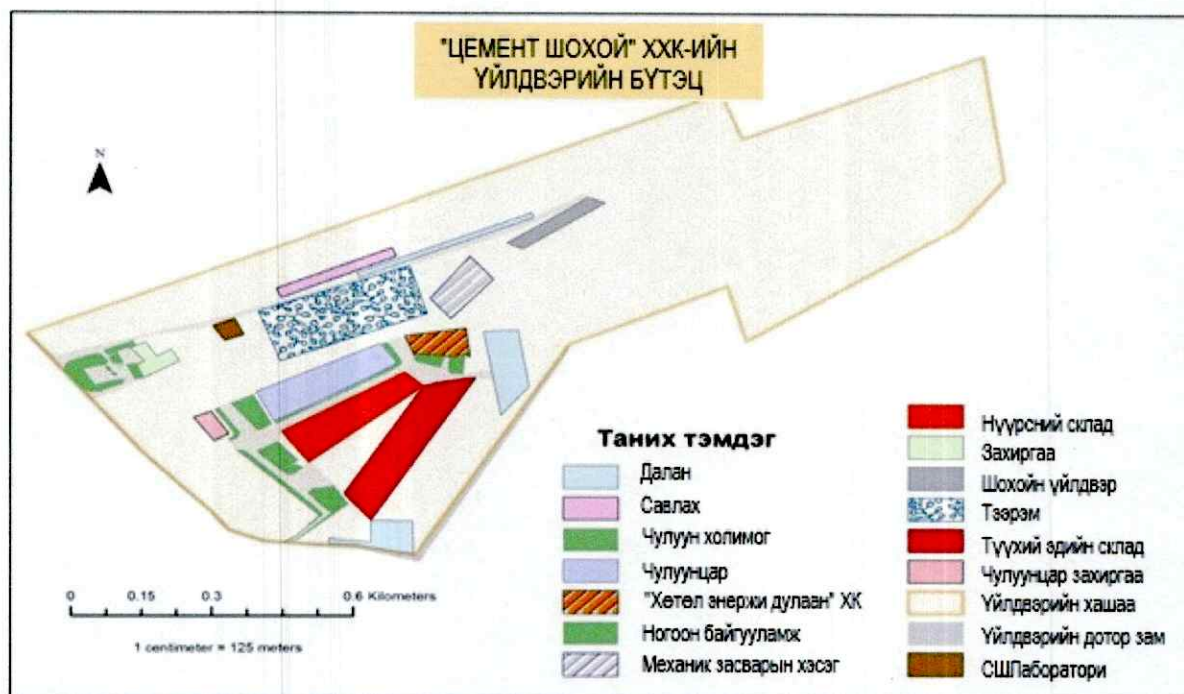 "ЦЕМЕНТ ШОХОЙ" ХХК-ИЙН
ҮЙЛДВЭРИЙН БҮТЭЦ
N
Таних тэмдэг
Далан
Савлах
Чулуун холимог
Чулуунцар
"Хөтөл энержи дулаан" ХК
Ногоон байгууламж
Механик засварын хэсэг
Нүүрсний склад
Захиргаа
Шохойн үйлдвэр
Тээрэм
Түүхий эдийн склад
Чулуунцар захиргаа
Үйлдвэрийн хашаа
Үйлдвэрийн дотор зам
СШЛаборатори
0 0.15 0.3 0.6 Kilometers
1 centimeter = 125 meters